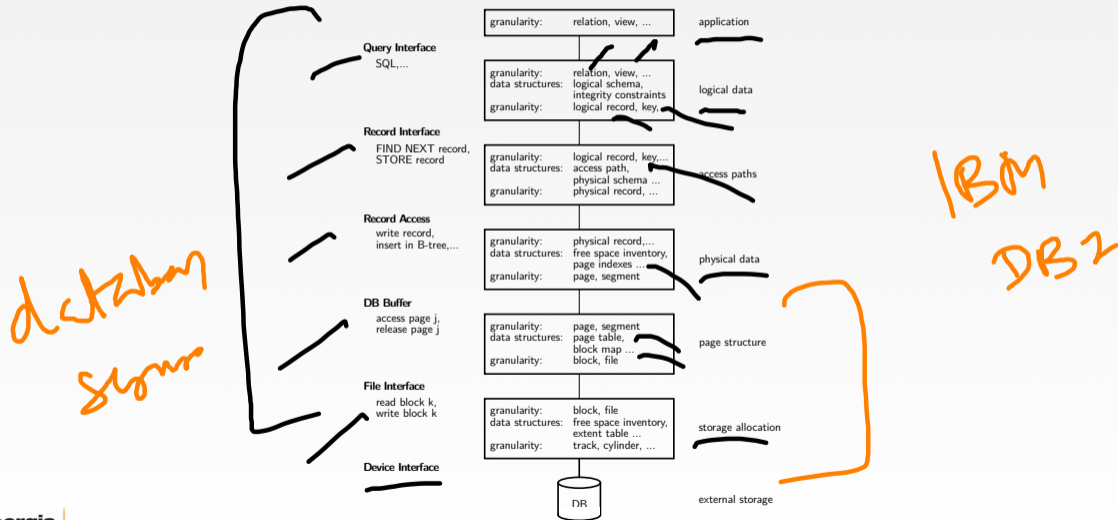 granularity: relation, view, ...
application
Query Interface
SQL,...
granularity: relation, view, ...
data structures: logical schema,
integrity constraints
granularity: logical record, key,
logical data
Record Interface
FIND NEXT record,
STORE record
granularity: logical record, key,...
data structures: access path,
physical schema ...
granularity: physical record, ...
access paths
Record Access
write record,
insert in B-tree,...
granularity: physical record,...
data structures: free space inventory,
page indexes ...
granularity: page, segment
physical data
DB Buffer
access page j,
release page j
granularity: page, segment
data structures: page table,
block map ...
granularity: block, file
page structure
File Interface
read block k,
write block k
granularity: block, file
data structures: free space inventory,
extent table ...
granularity: track, cylinder, ...
storage allocation
Device Interface
DB
external storage
IBM
DB2